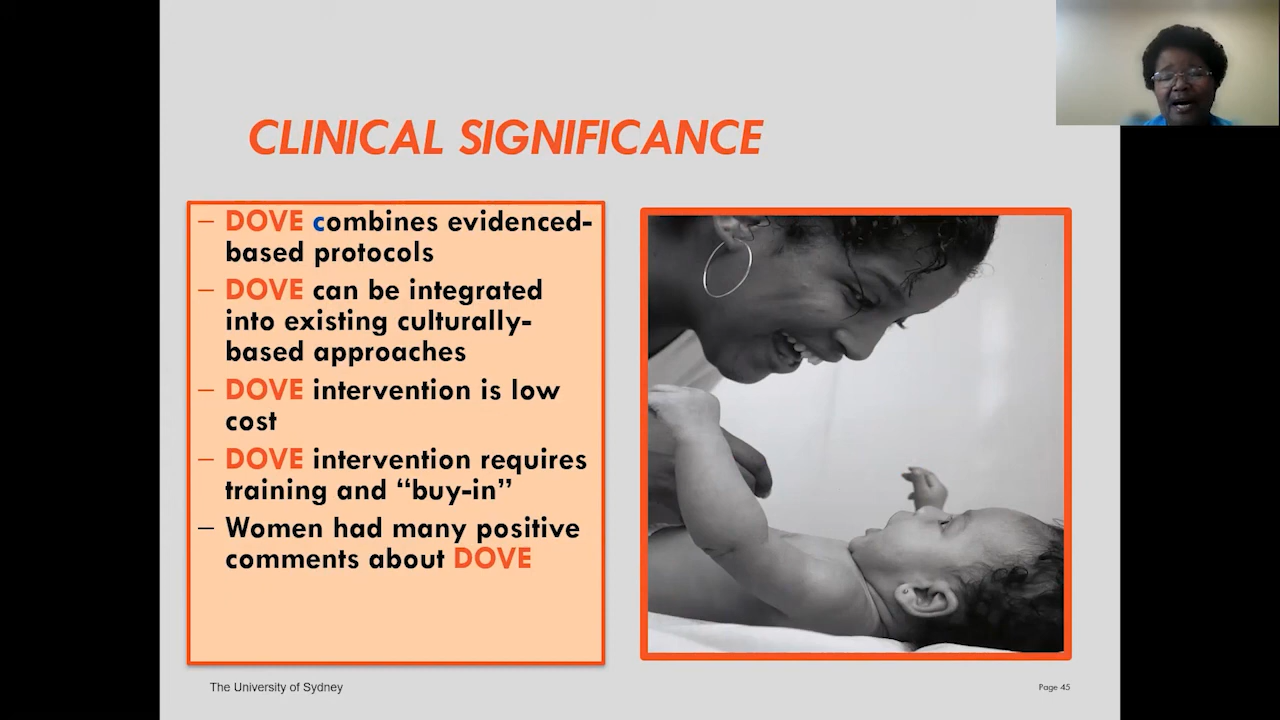 CLINICAL SIGNIFICANCE
– DOVE combines evidenced-
based protocols
– DOVE can be integrated
into existing culturally-
based approaches
– DOVE intervention is low
cost
– DOVE intervention requires
training and “buy-in”
– Women had many positive
comments about DOVE
The University of Sydney
Page 45